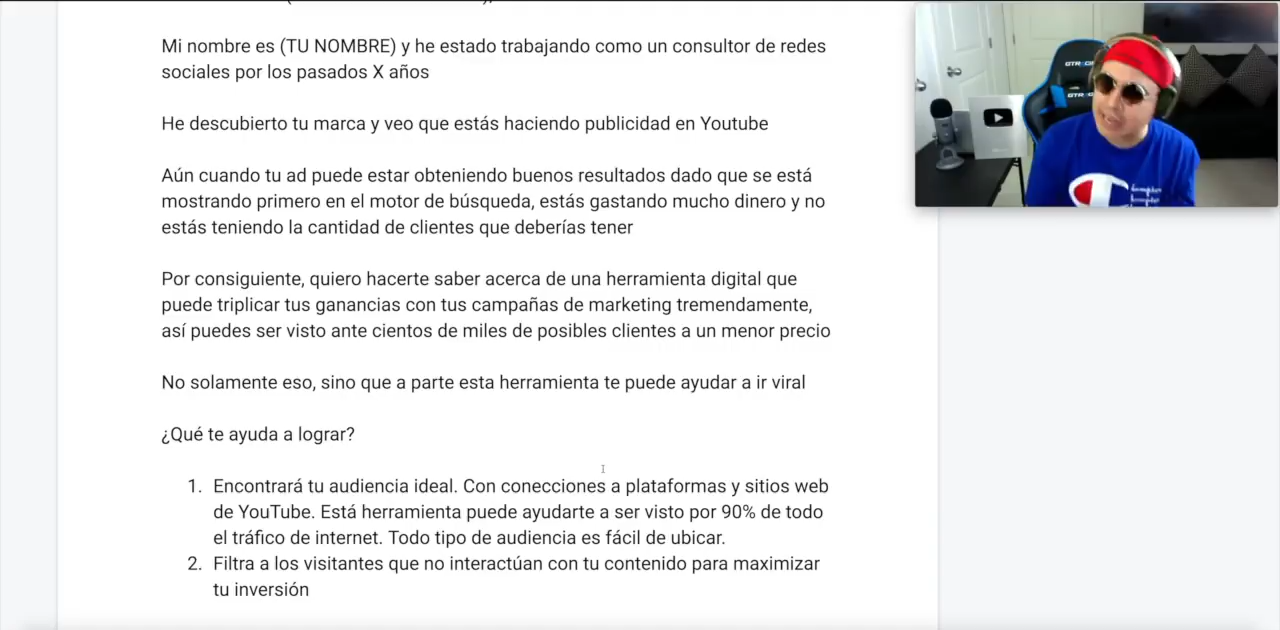 Mi nombre es (TU NOMBRE) y he estado trabajando como un consultor de redes
sociales por los pasados X años
He descubierto tu marca y veo que estás haciendo publicidad en Youtube
Aún cuando tu ad puede estar obteniendo buenos resultados dado que se está
mostrando primero en el motor de búsqueda, estás gastando mucho dinero y no
estás teniendo la cantidad de clientes que deberías tener
Por consiguiente, quiero hacerte saber acerca de una herramienta digital que
puede triplicar tus ganancias con tus campañas de marketing tremendamente,
así puedes ser visto ante cientos de miles de posibles clientes a un menor precio
No solamente eso, sino que a parte esta herramienta te puede ayudar a ir viral
¿Qué te ayuda a lograr?
1. Encontrará tu audiencia ideal. Con conecciones a plataformas y sitios web
de YouTube. Está herramienta puede ayudarte a ser visto por 90% de todo
el tráfico de internet. Todo tipo de audiencia es fácil de ubicar.
2. Filtra a los visitantes que no interactúan con tu contenido para maximizar
tu inversión